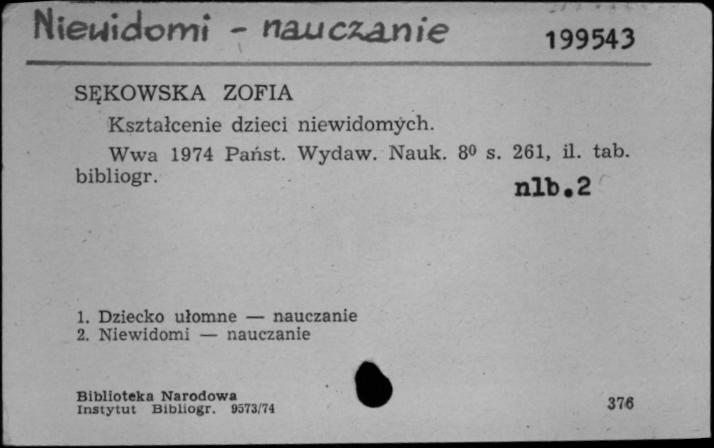 Niewidomi - nauczanie
199543
SĘKOWSKA ZOFIA
Kształcenie dzieci niewidomych.
Wwa 1974 Państ. Wydaw. Nauk. 8⁰ s. 261, il. tab.
bibliogr.
nlb.2
1. Dziecko ułomne — nauczanie
2. Niewidomi — nauczanie
Biblioteka Narodowa
Instytut Bibliogr. 9573/74
376